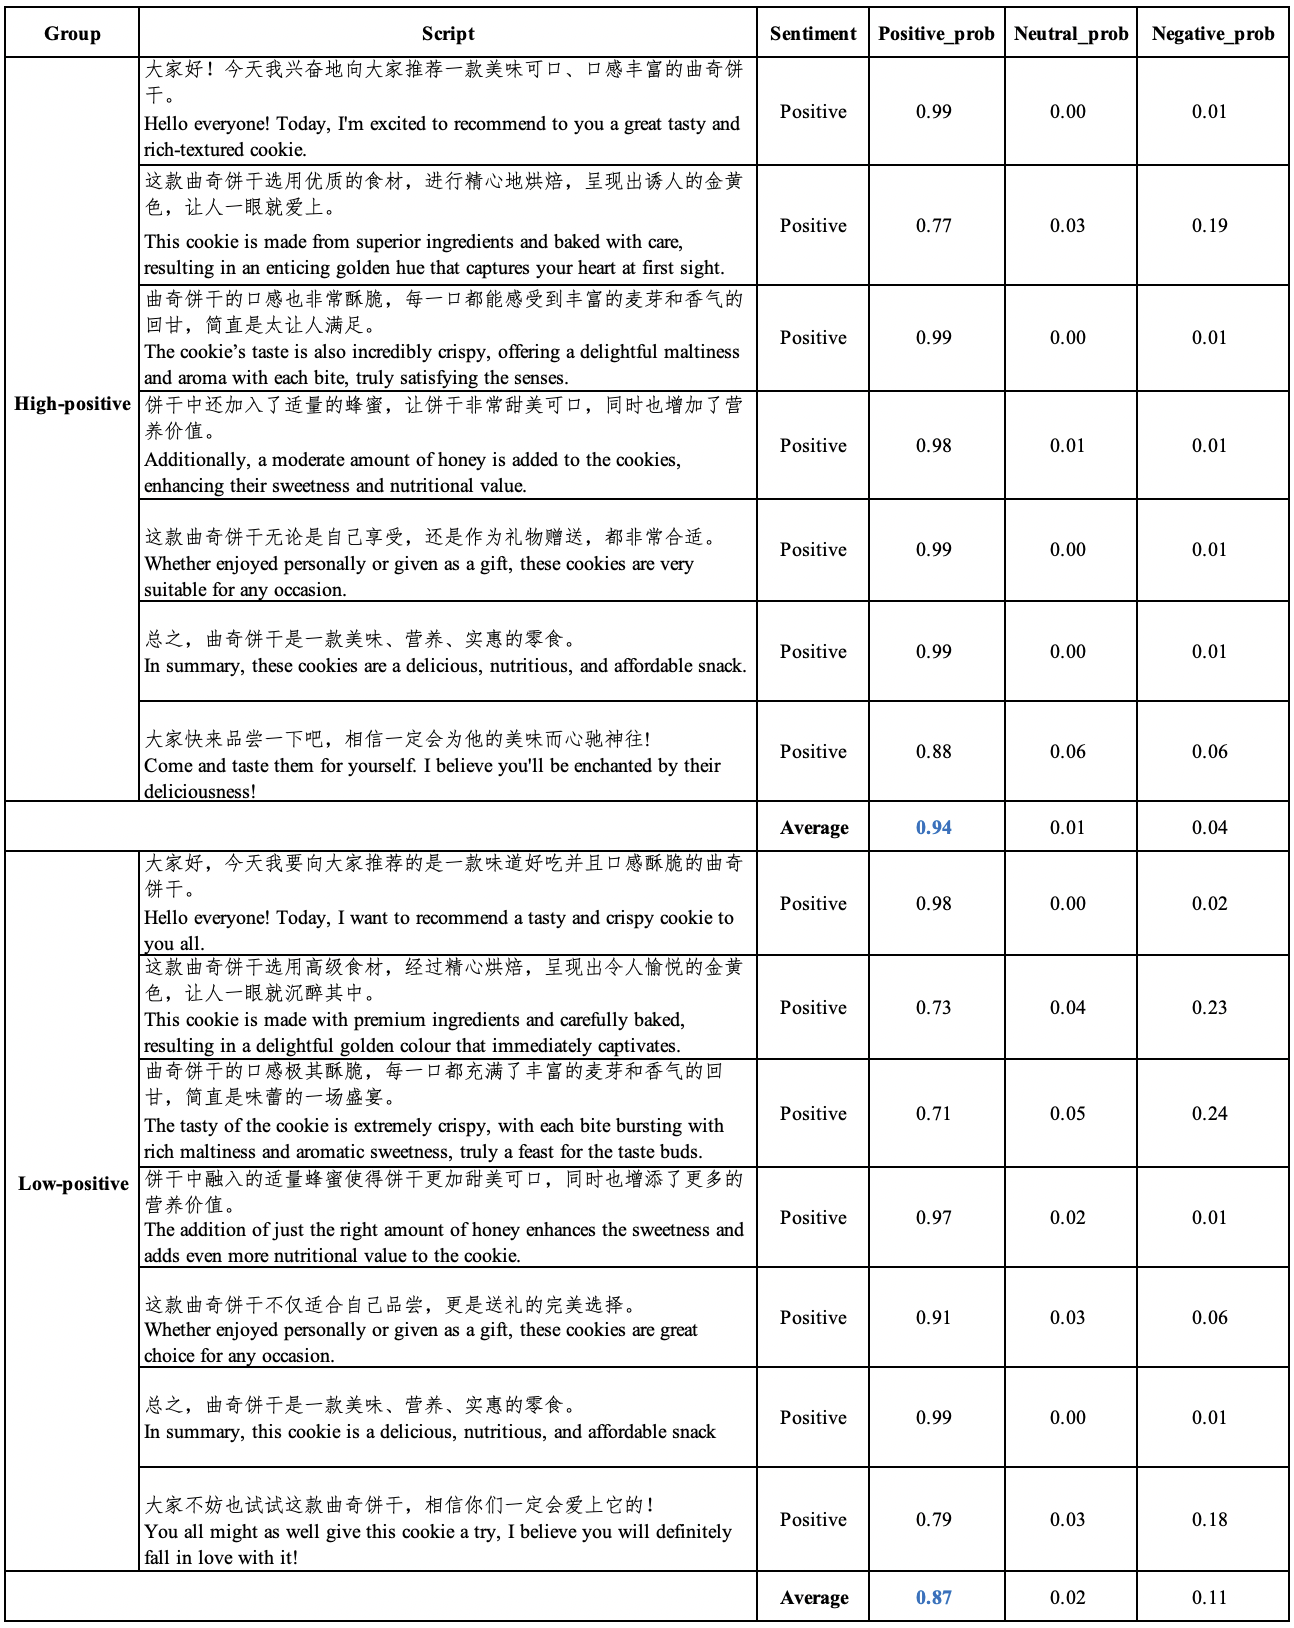 Group Script Sentiment Positive_prob Neutral_prob Negative_prob
High-positive
大家好！今天我兴奋地向大家推荐一款美味可口、口感丰富的曲奇饼
干。
Hello everyone! Today, I'm excited to recommend to you a great tasty and
rich-textured cookie.
Positive 0.99 0.00 0.01
这款曲奇饼干选用优质的食材，进行精心地烘焙，呈现出诱人的金黄
色，让人一眼就爱上。
This cookie is made from superior ingredients and baked with care,
resulting in an enticing golden hue that captures your heart at first sight.
Positive 0.77 0.03 0.19
曲奇饼干的口感也非常酥脆，每一口都能感受到丰富的麦芽和香气的
回甘，简直是太让人满足。
The cookie’s taste is also incredibly crispy, offering a delightful maltiness
and aroma with each bite, truly satisfying the senses.
Positive 0.99 0.00 0.01
饼干中还加入了适量的蜂蜜，让饼干非常甜美可口，同时也增加了营
养价值。
Additionally, a moderate amount of honey is added to the cookies,
enhancing their sweetness and nutritional value.
Positive 0.98 0.01 0.01
这款曲奇饼干无论是自己享受，还是作为礼物赠送，都非常合适。
Whether enjoyed personally or given as a gift, these cookies are very
suitable for any occasion.
Positive 0.99 0.00 0.01
总之，曲奇饼干是一款美味、营养、实惠的零食。
In summary, these cookies are a delicious, nutritious, and affordable snack.
Positive 0.99 0.00 0.01
大家快来品尝一下吧，相信一定会为他的美味而心驰神往！
Come and taste them for yourself. I believe you'll be enchanted by their
deliciousness!
Positive 0.88 0.06 0.06
Average 0.94 0.01 0.04
Low-positive
大家好，今天我要向大家推荐的是一款味道好吃并且口感酥脆的曲奇
饼干。
Hello everyone! Today, I want to recommend a tasty and crispy cookie to
you all.
Positive 0.98 0.00 0.02
这款曲奇饼干选用高级食材，经过精心烘焙，呈现出令人愉悦的金黄
色，让人一眼就沉醉其中。
This cookie is made with premium ingredients and carefully baked,
resulting in a delightful golden colour that immediately captivates.
Positive 0.73 0.04 0.23
曲奇饼干的口感极其酥脆，每一口都充满了丰富的麦芽和香气的回
甘，简直是味蕾的一场盛宴。
The tasty of the cookie is extremely crispy, with each bite bursting with
rich maltiness and aromatic sweetness, truly a feast for the taste buds.
Positive 0.71 0.05 0.24
饼干中融入的适量蜂蜜使得饼干更加甜美可口，同时也增添了更多的
营养价值。
The addition of just the right amount of honey enhances the sweetness and
adds even more nutritional value to the cookie.
Positive 0.97 0.02 0.01
这款曲奇饼干不仅适合自己品尝，更是送礼的完美选择。
Whether enjoyed personally or given as a gift, these cookies are great
choice for any occasion.
Positive 0.91 0.03 0.06
总之，曲奇饼干是一款美味、营养、实惠的零食。
In summary, this cookie is a delicious, nutritious, and affordable snack
Positive 0.99 0.00 0.01
大家不妨也试试这款曲奇饼干，相信你们一定会爱上它的！
You all might as well give this cookie a try, I believe you will definitely
fall in love with it!
Positive 0.79 0.03 0.18
Average 0.87 0.02 0.11